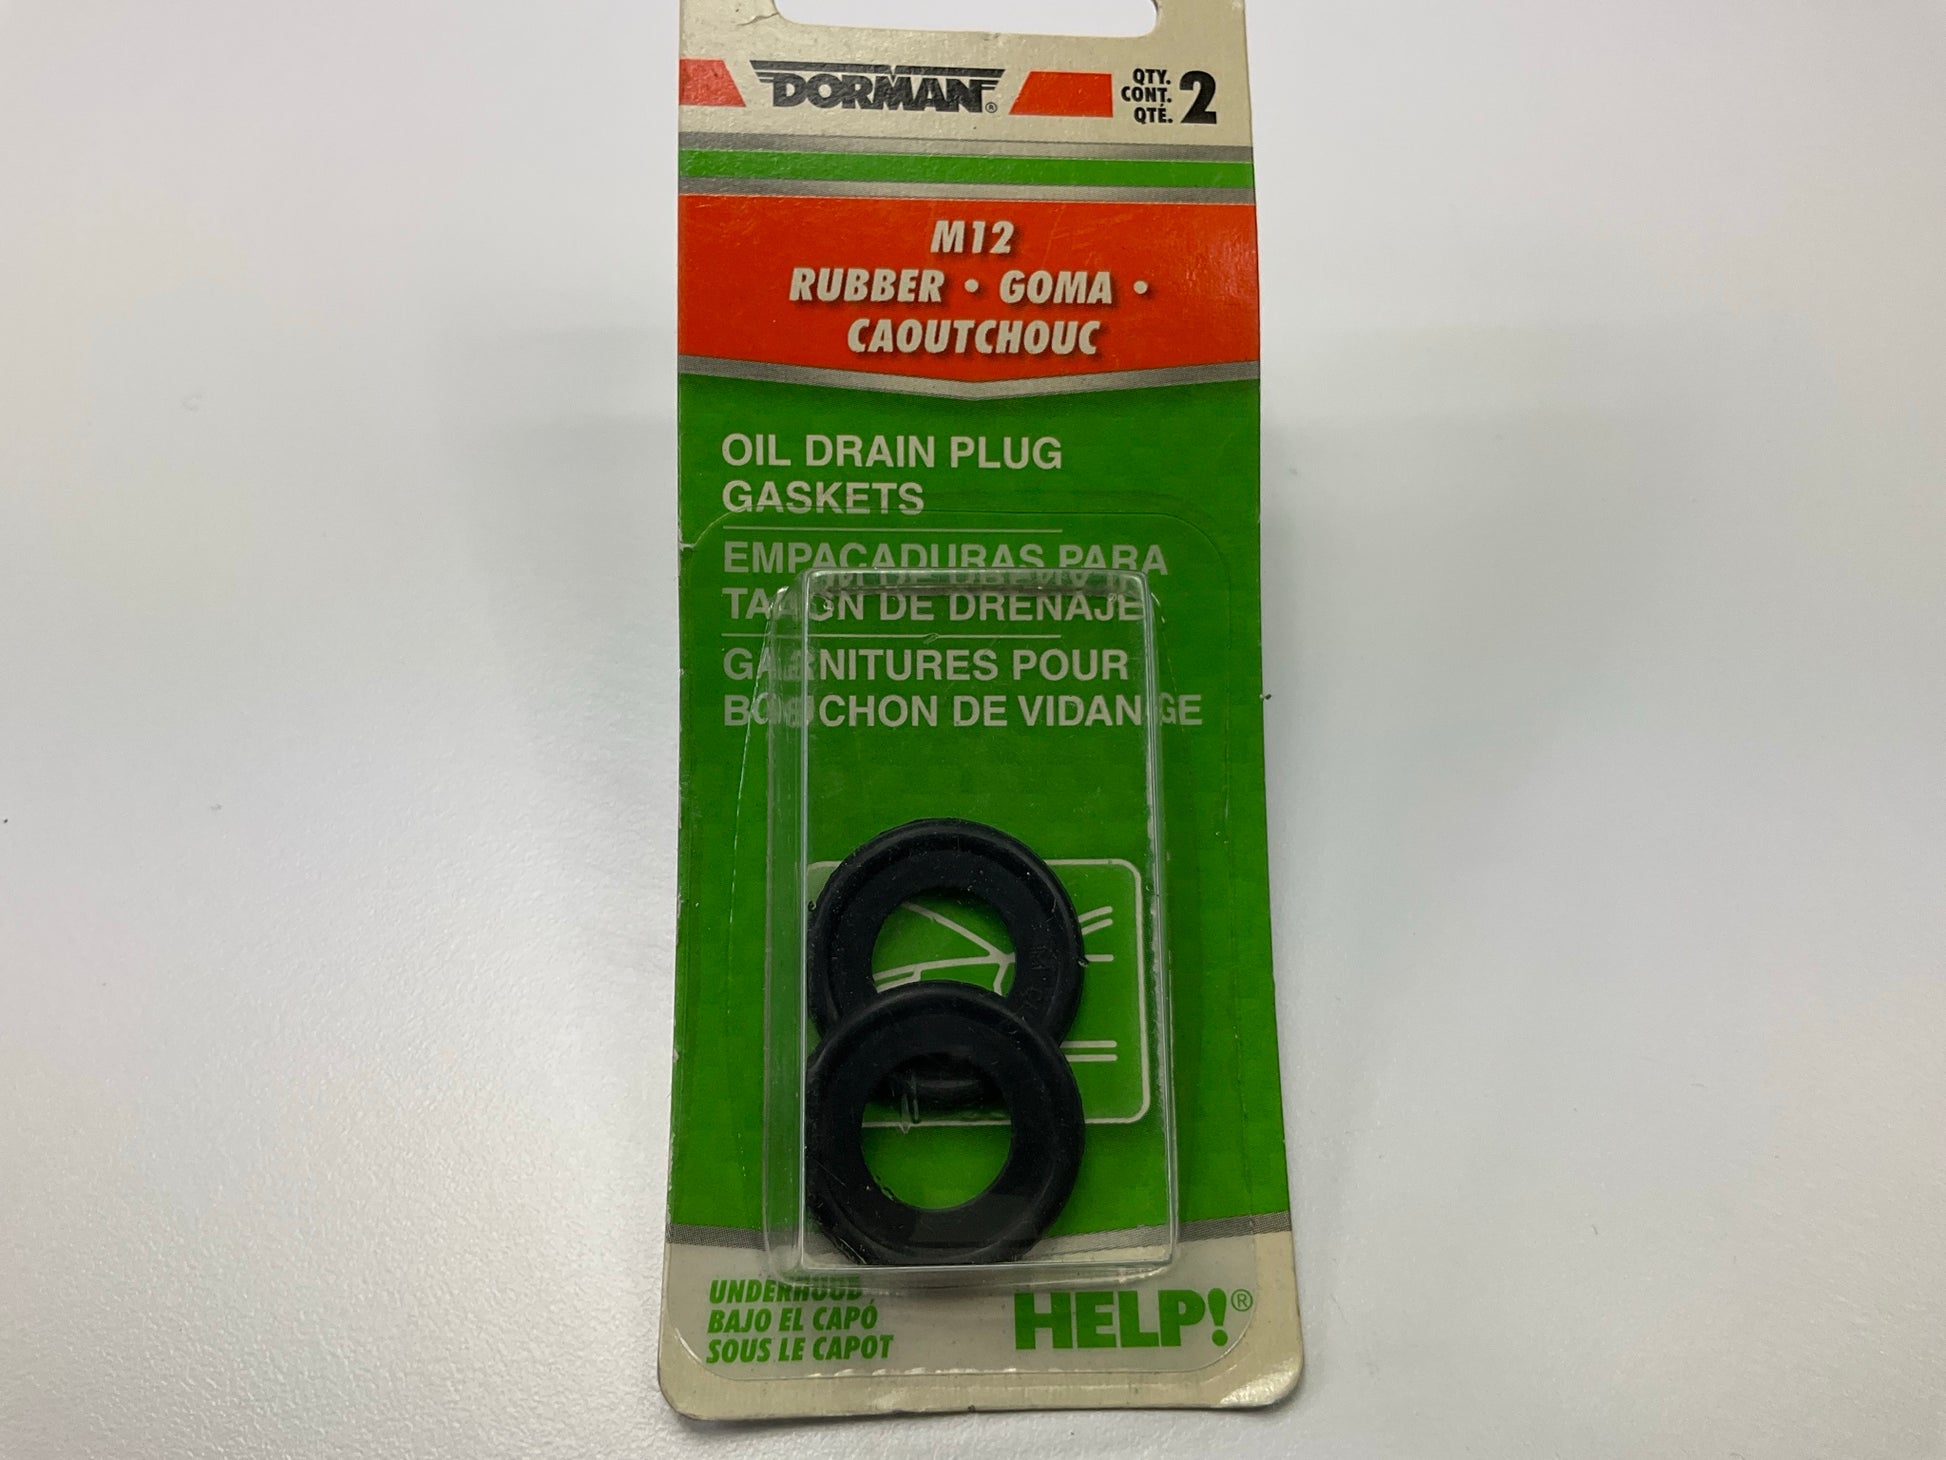 DORMAN®
QTY.
CONT.
QTÉ. 2
M12
RUBBER • GOMA •
CAOUTCHOUC
OIL DRAIN PLUG
GASKETS
EMPACADURAS PARA
TAPÓN DE DRENAJE
GARNITURES POUR
BOUCHON DE VIDANGE
UNDERHOOD
BAJO EL CAPÓ
SOUS LE CAPOT
HELP!®